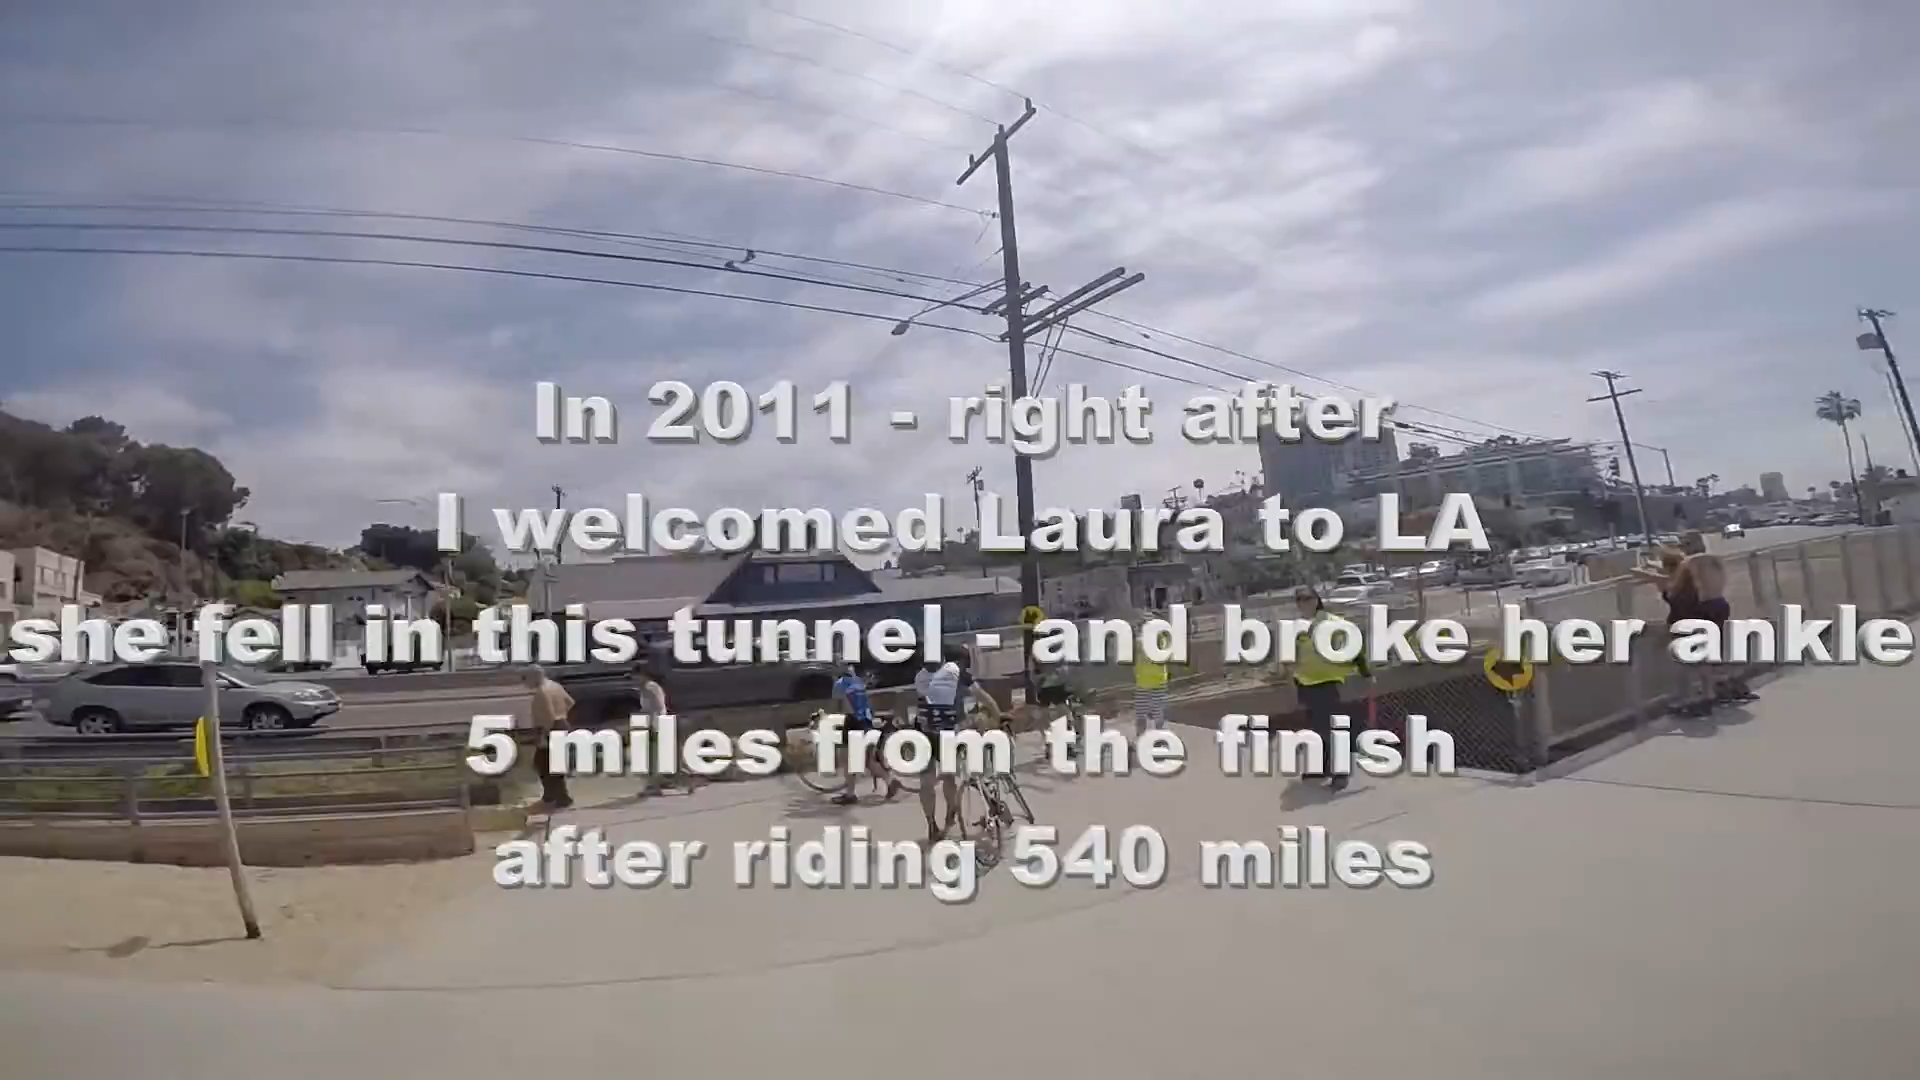 In 2011 - right after
I welcomed Laura to LA
she fell in this tunnel - and broke her ankle
5 miles from the finish
after riding 540 miles